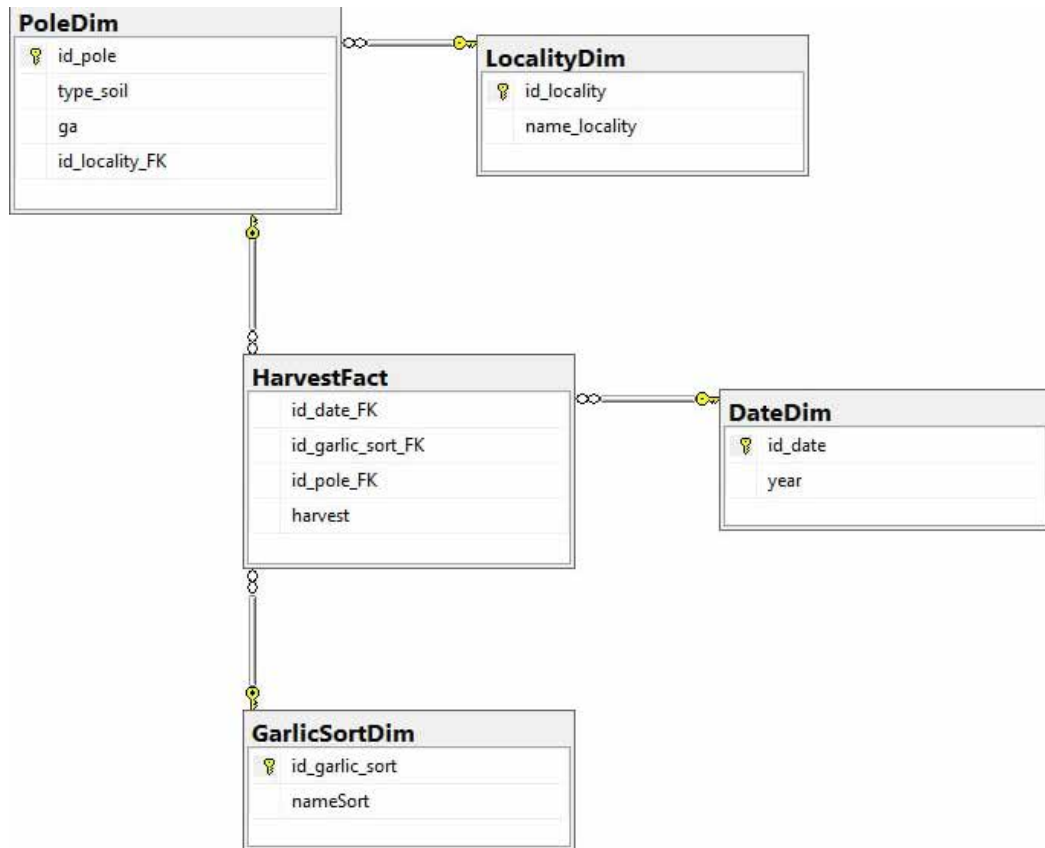 PoleDim
id_pole
type_soil
ga
id_locality_FK
LocalityDim
id_locality
name_locality
HarvestFact
id_date_FK
id_garlic_sort_FK
id_pole_FK
harvest
DateDim
id_date
year
GarlicSortDim
id_garlic_sort
nameSort